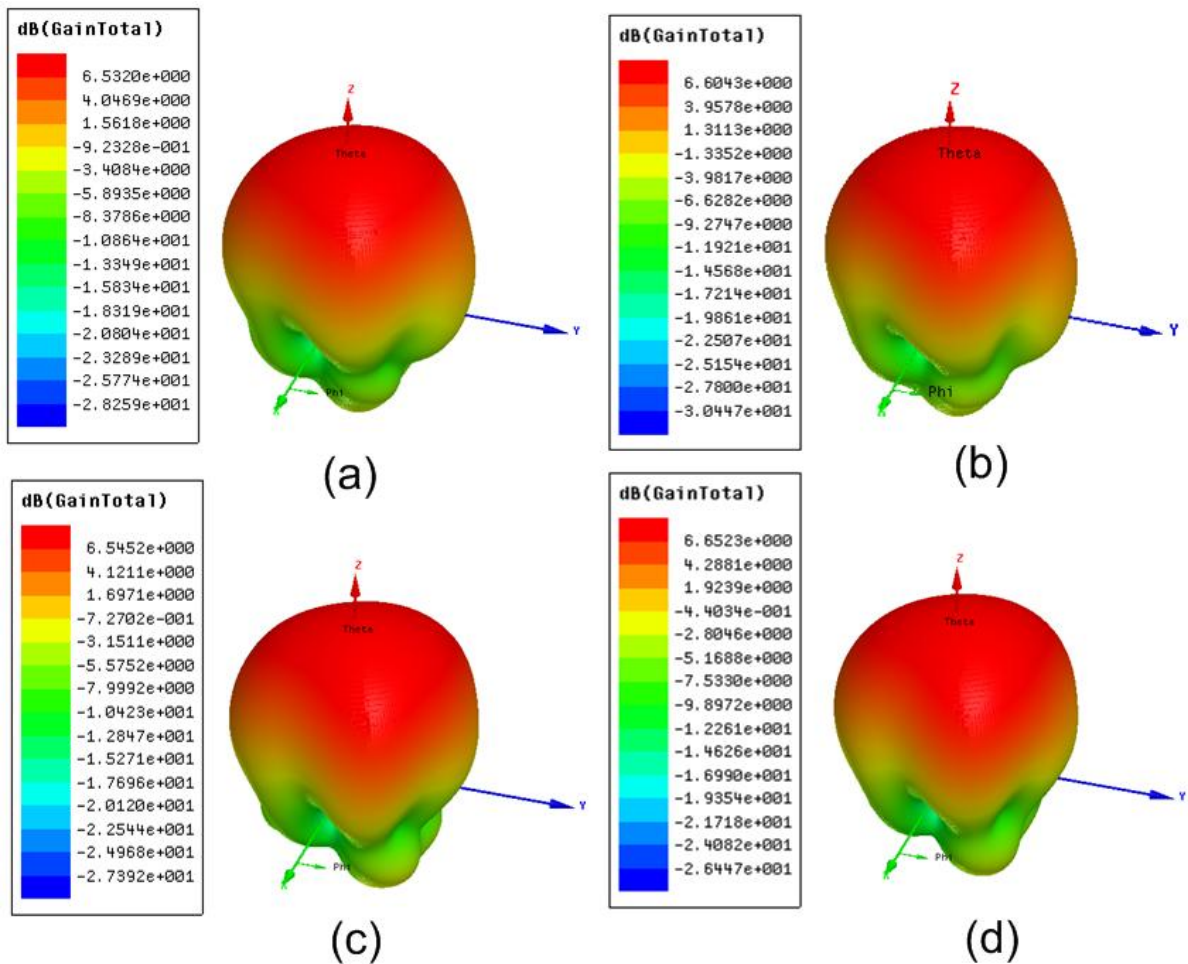 dB(GainTotal)
6.5320e+000
4.0469e+000
1.5618e+000
-9.2328e-001
-3.4084e+000
-5.8935e+000
-8.3786e+000
-1.0864e+001
-1.3349e+001
-1.5834e+001
-1.8319e+001
-2.0804e+001
-2.3289e+001
-2.5774e+001
-2.8259e+001
Z
Theta
Y
X
Phi
(a)
dB(GainTotal)
6.6043e+000
3.9578e+000
1.3113e+000
-1.3352e+000
-3.9817e+000
-6.6282e+000
-9.2747e+000
-1.1921e+001
-1.4568e+001
-1.7214e+001
-1.9861e+001
-2.2507e+001
-2.5154e+001
-2.7800e+001
-3.0447e+001
Z
Theta
Y
X
Phi
(b)
dB(GainTotal)
6.5452e+000
4.1211e+000
1.6971e+000
-7.2702e-001
-3.1511e+000
-5.5752e+000
-7.9992e+000
-1.0423e+001
-1.2847e+001
-1.5271e+001
-1.7696e+001
-2.0120e+001
-2.2544e+001
-2.4968e+001
-2.7392e+001
Z
Theta
Y
X
Phi
(c)
dB(GainTotal)
6.6523e+000
4.2881e+000
1.9239e+000
-4.4034e-001
-2.8046e+000
-5.1688e+000
-7.5330e+000
-9.8972e+000
-1.2261e+001
-1.4626e+001
-1.6990e+001
-1.9354e+001
-2.1718e+001
-2.4082e+001
-2.6447e+001
Z
Theta
Y
X
Phi
(d)